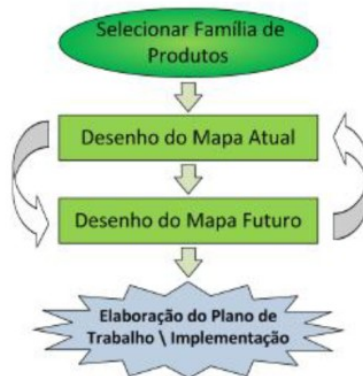 Selecionar Família de
Produtos
Desenho do Mapa Atual
Desenho do Mapa Futuro
Elaboração do Plano de
Trabalho \ Implementação